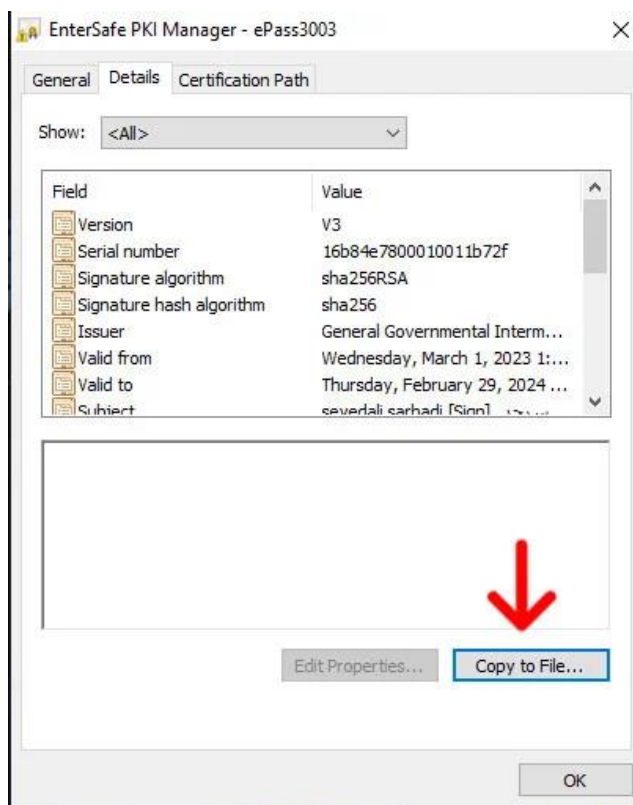 EnterSafe PKI Manager - ePass3003
General Details Certification Path
Show: <All>
Field Value
Version V3
Serial number 16b84e7800010011b72f
Signature algorithm sha256RSA
Signature hash algorithm sha256
Issuer General Governmental Interm...
Valid from Wednesday, March 1, 2023 1:...
Valid to Thursday, February 29, 2024 ...
Subject seyedali sarhadi [Sign]
Edit Properties... Copy to File...
OK